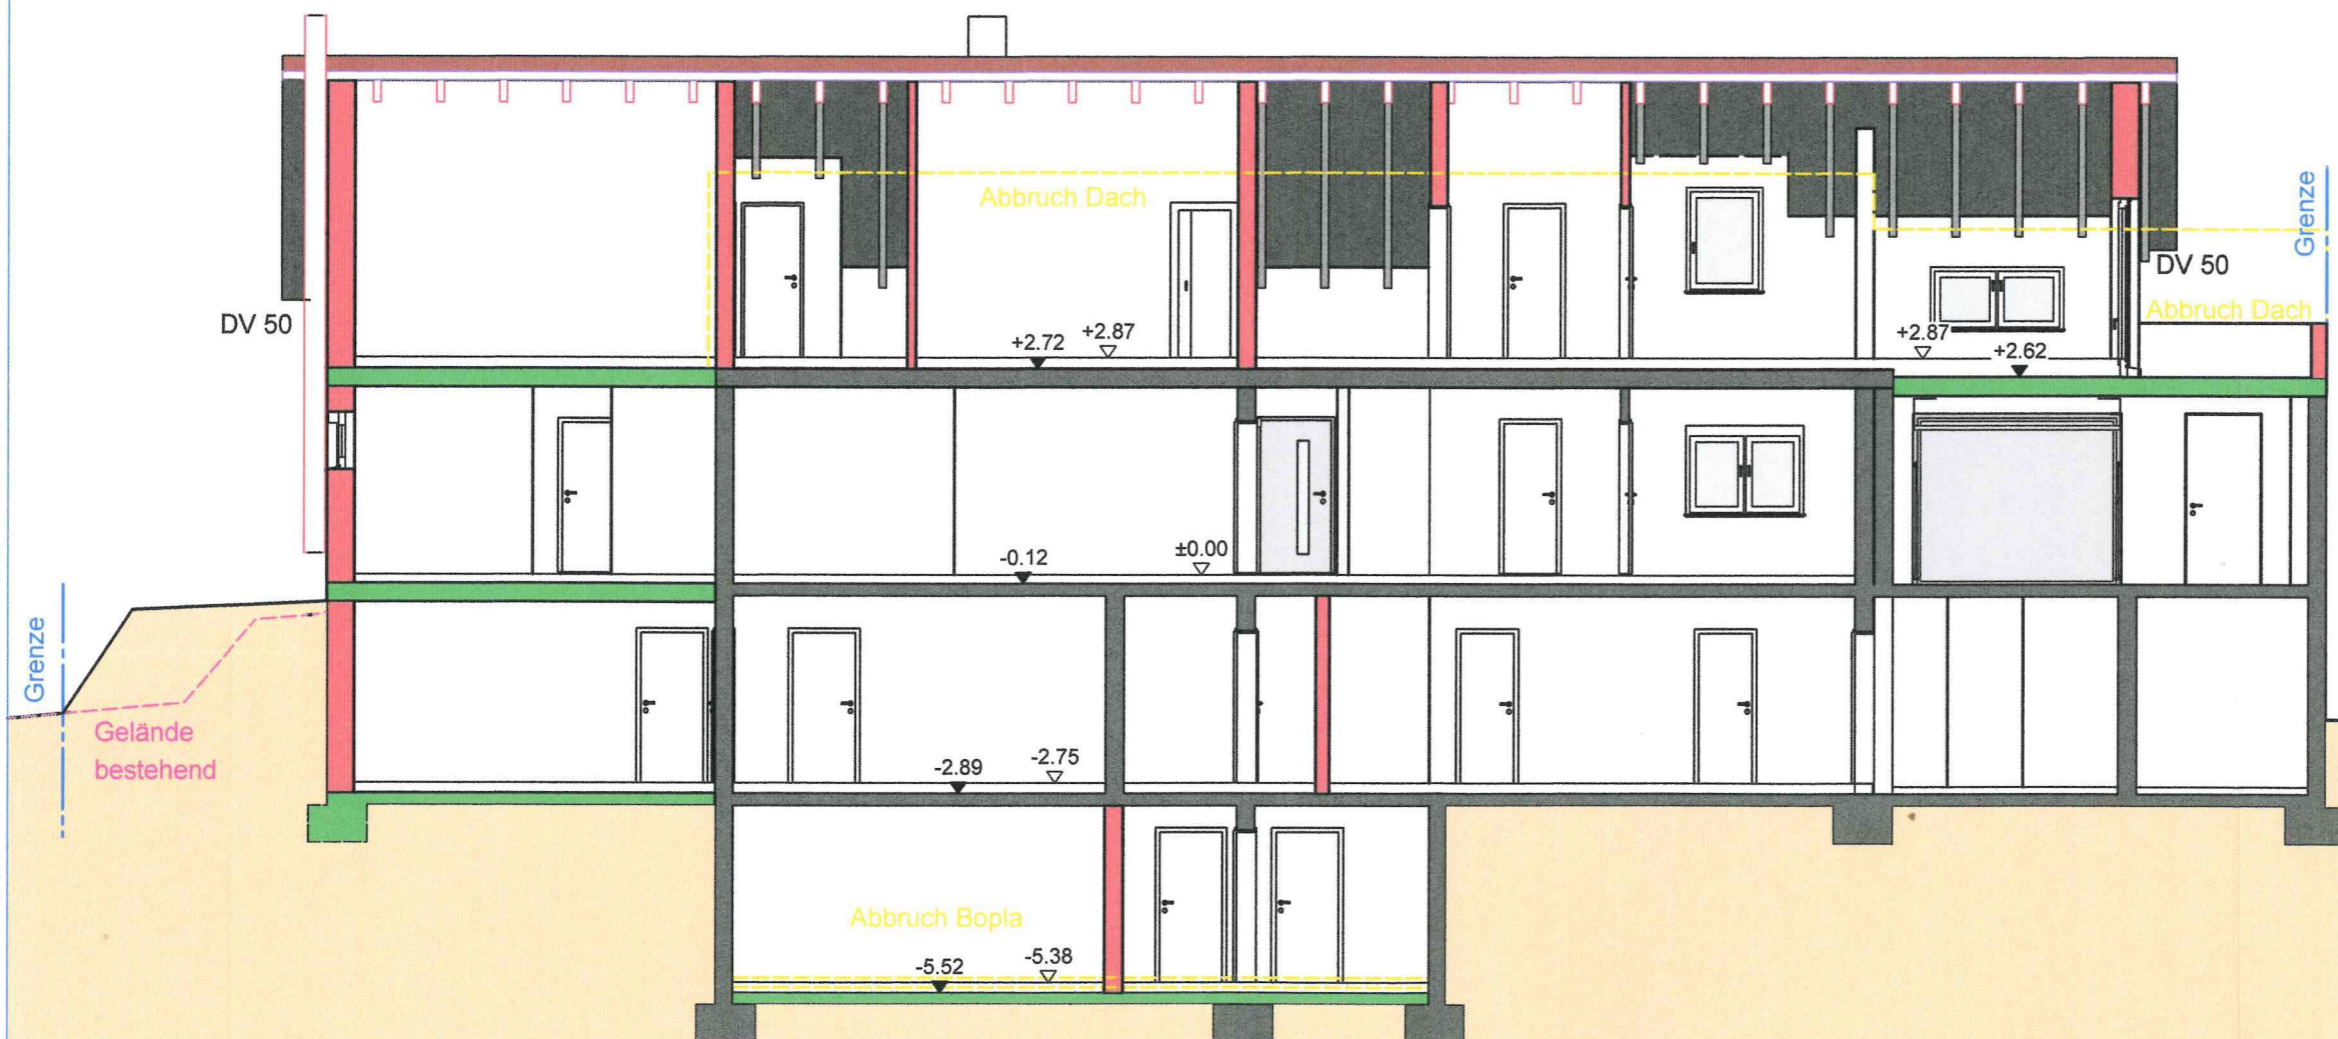 Abbruch Dach
Grenze
DV 50
DV 50
Abbruch Dach
+2.72
+2.87
+2.87
+2.62
-0.12
±0.00
Grenze
Gelände
bestehend
-2.89
-2.75
Abbruch Bopla
-5.52
-5.38